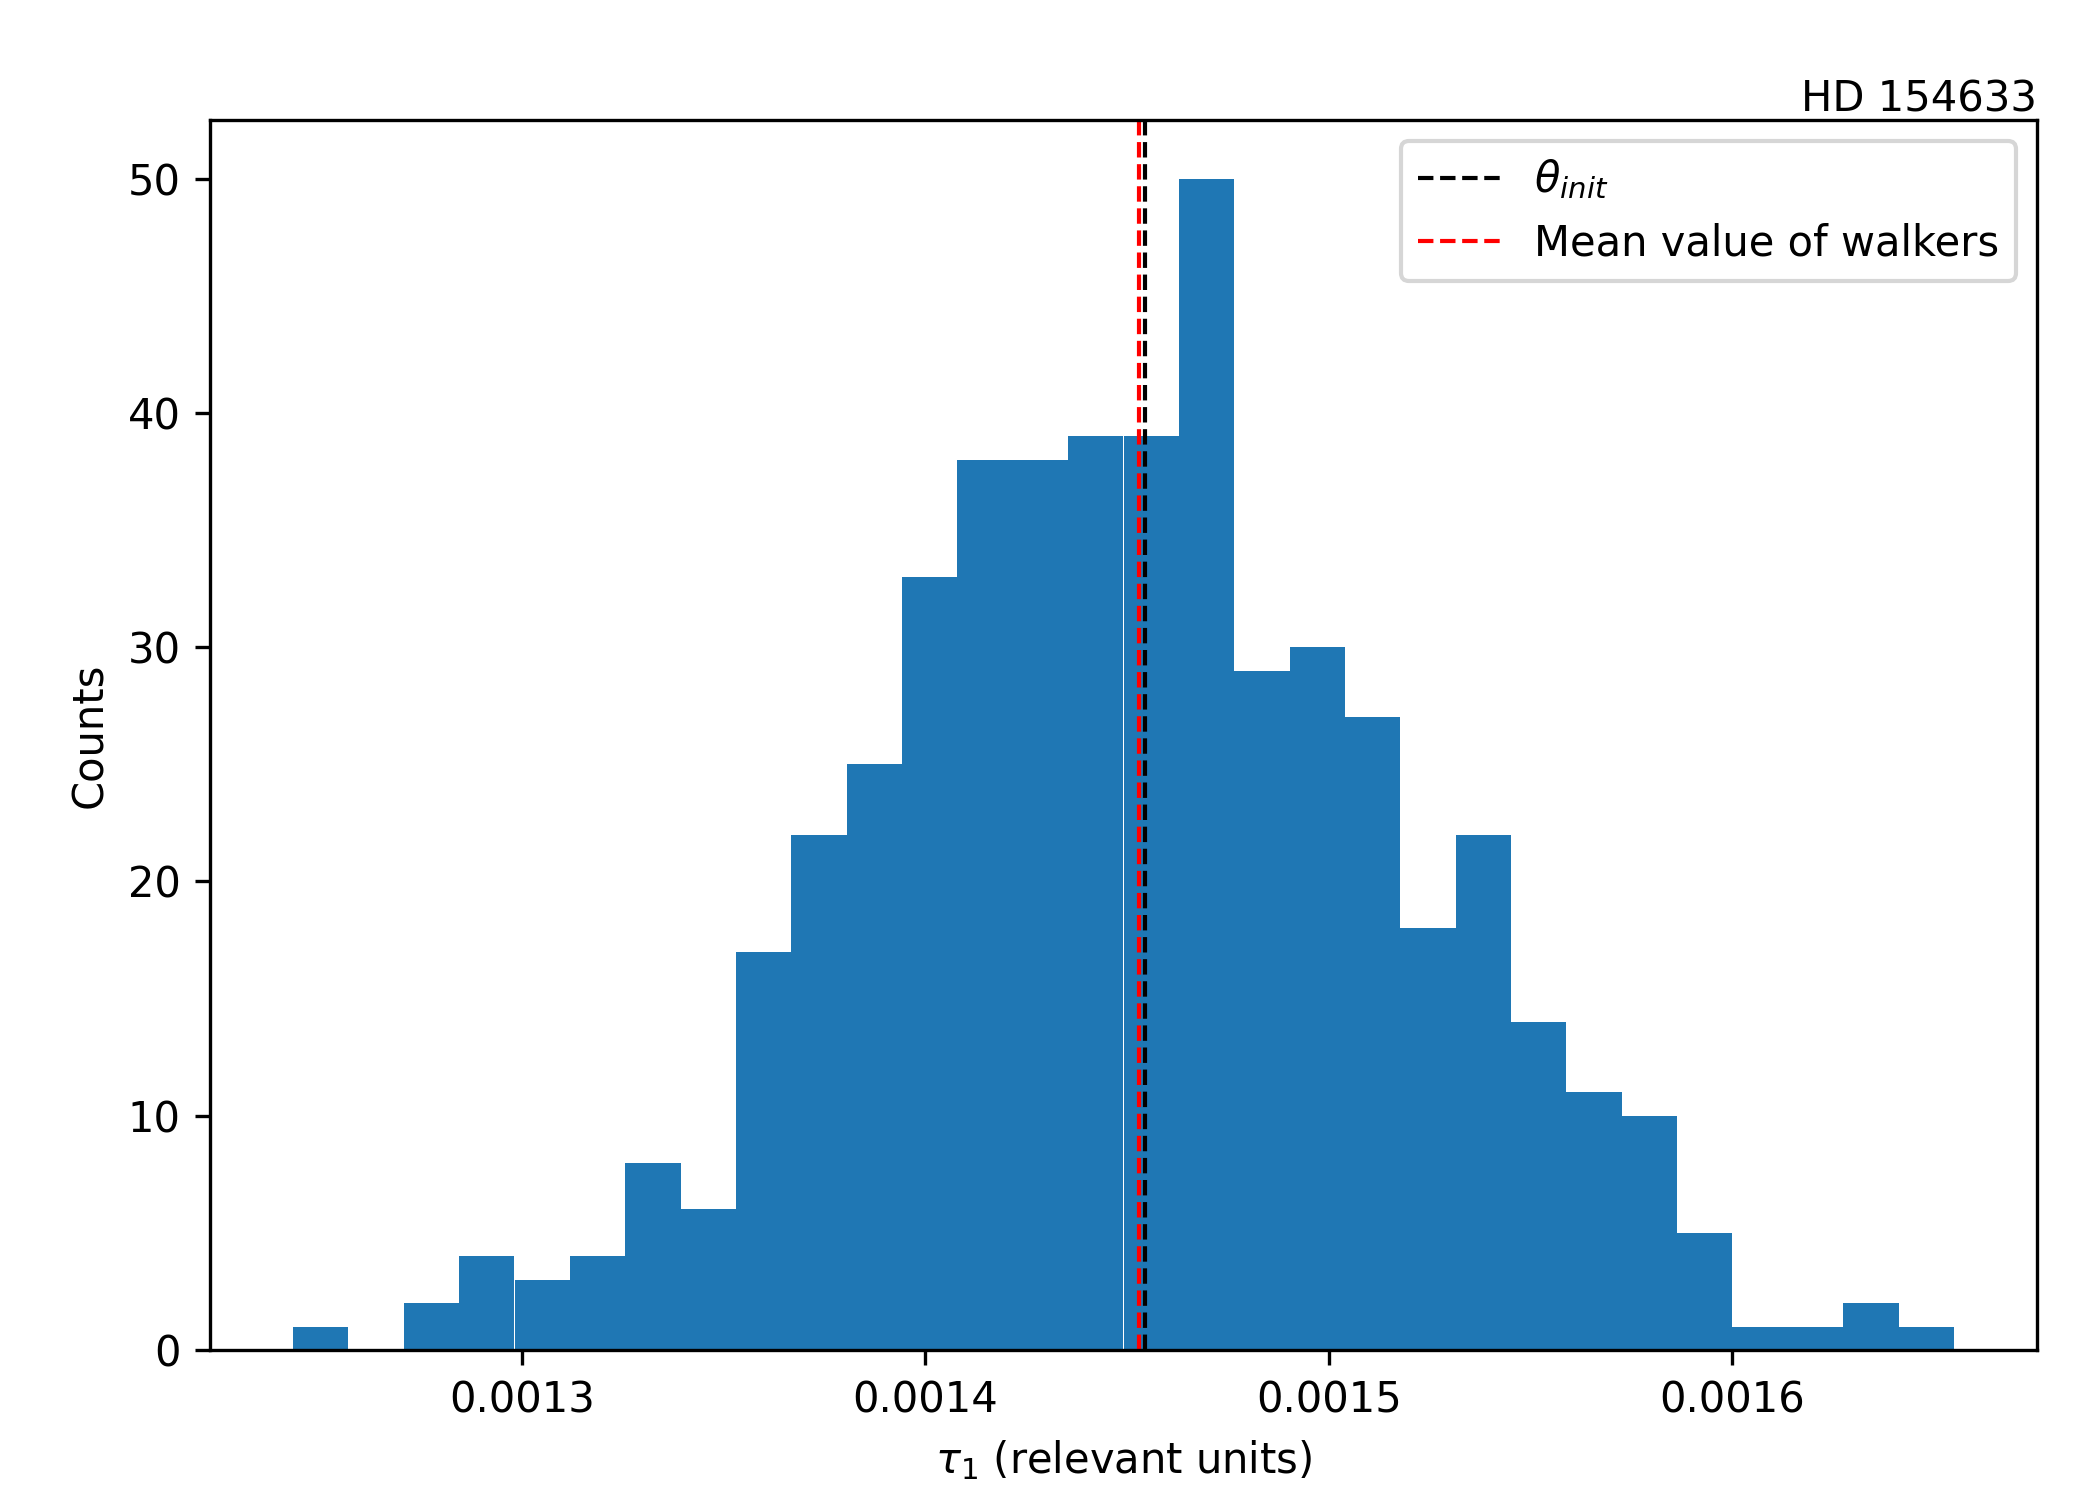 HD 154633
θinit
Mean value of walkers
50
40
30
20
10
0
Counts
0.0013 0.0014 0.0015 0.0016
τ1 (relevant units)